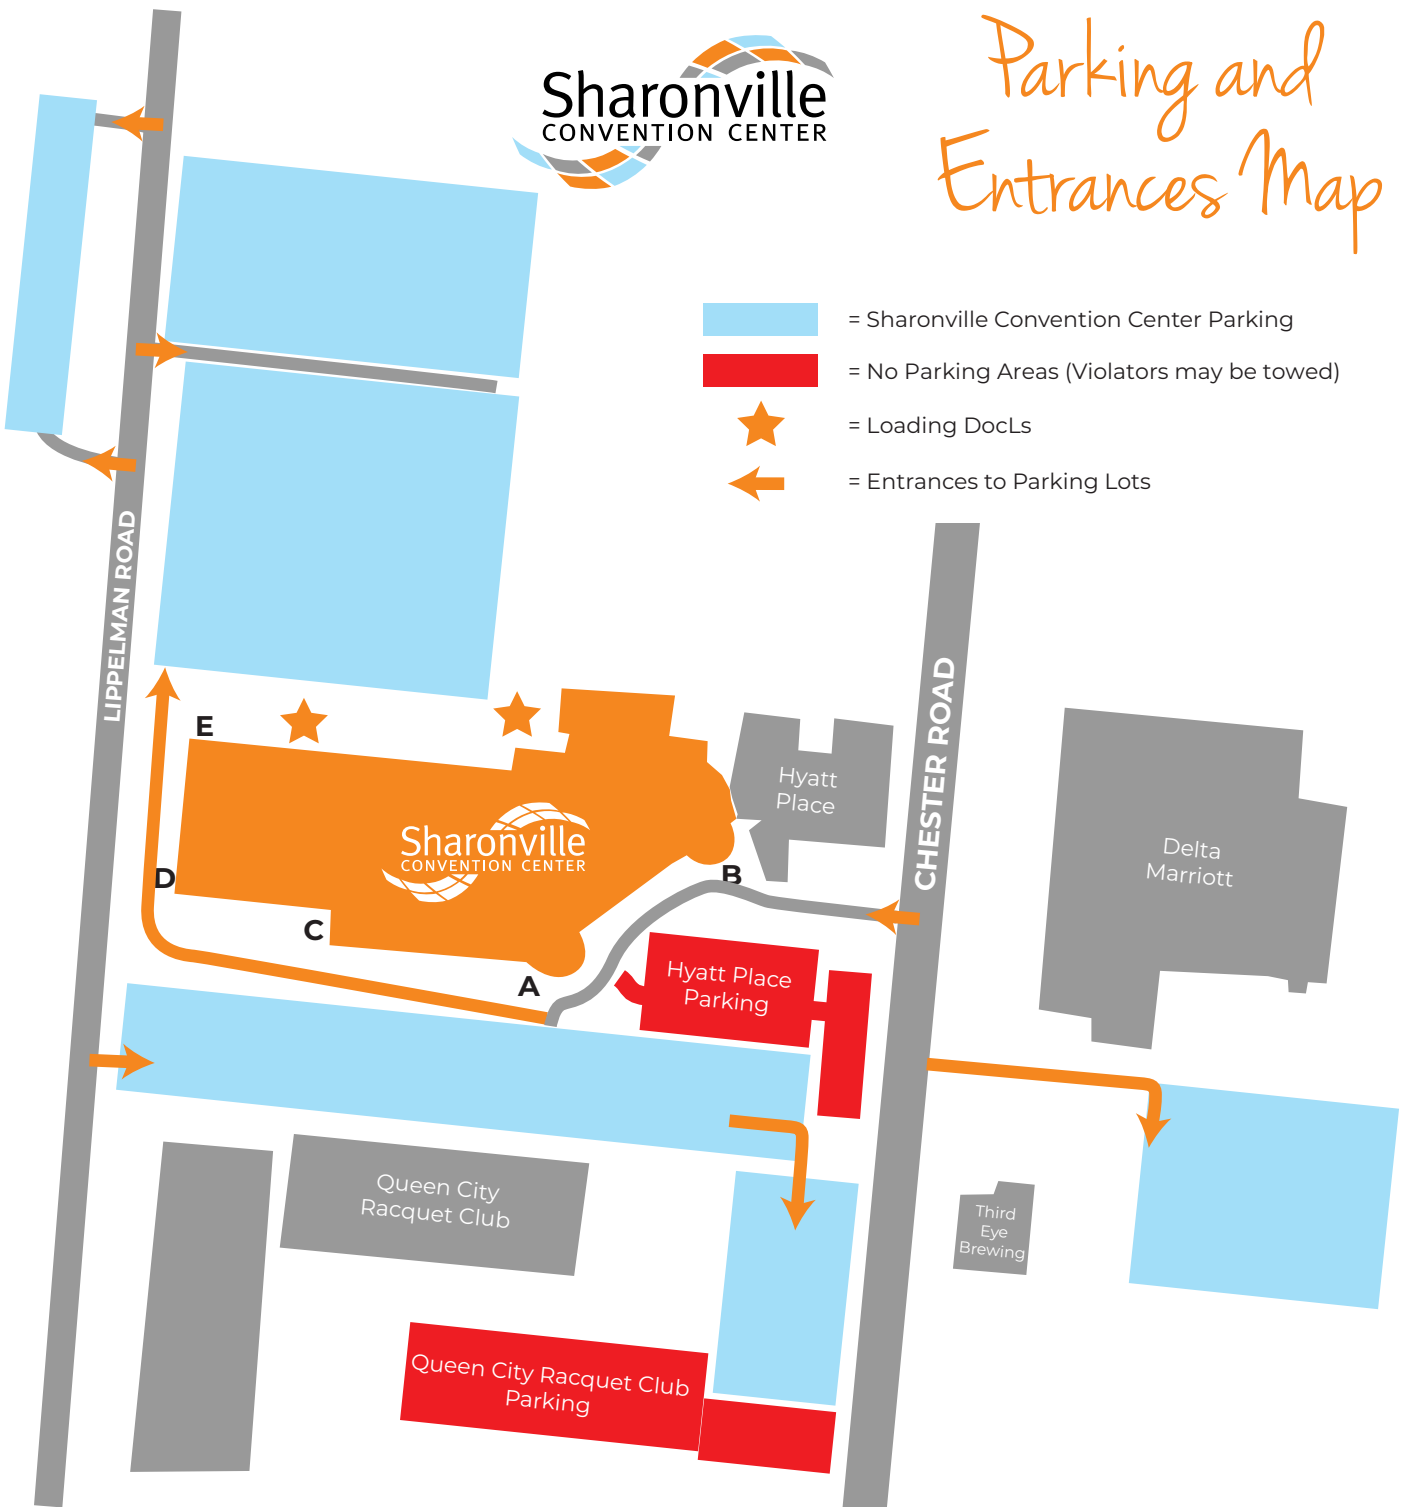 Sharonville
CONVENTION CENTER
Parking and
Entrances Map
= Sharonville Convention Center Parking
= No Parking Areas (Violators may be towed)
= Loading DocLs
= Entrances to Parking Lots
LIPPELMAN ROAD
CHESTER ROAD
E
Hyatt
Place
Sharonville
CONVENTION CENTER
Delta
Marriott
D
B
C
A
Hyatt Place
Parking
Queen City
Racquet Club
Third
Eye
Brewing
Queen City Racquet Club
Parking